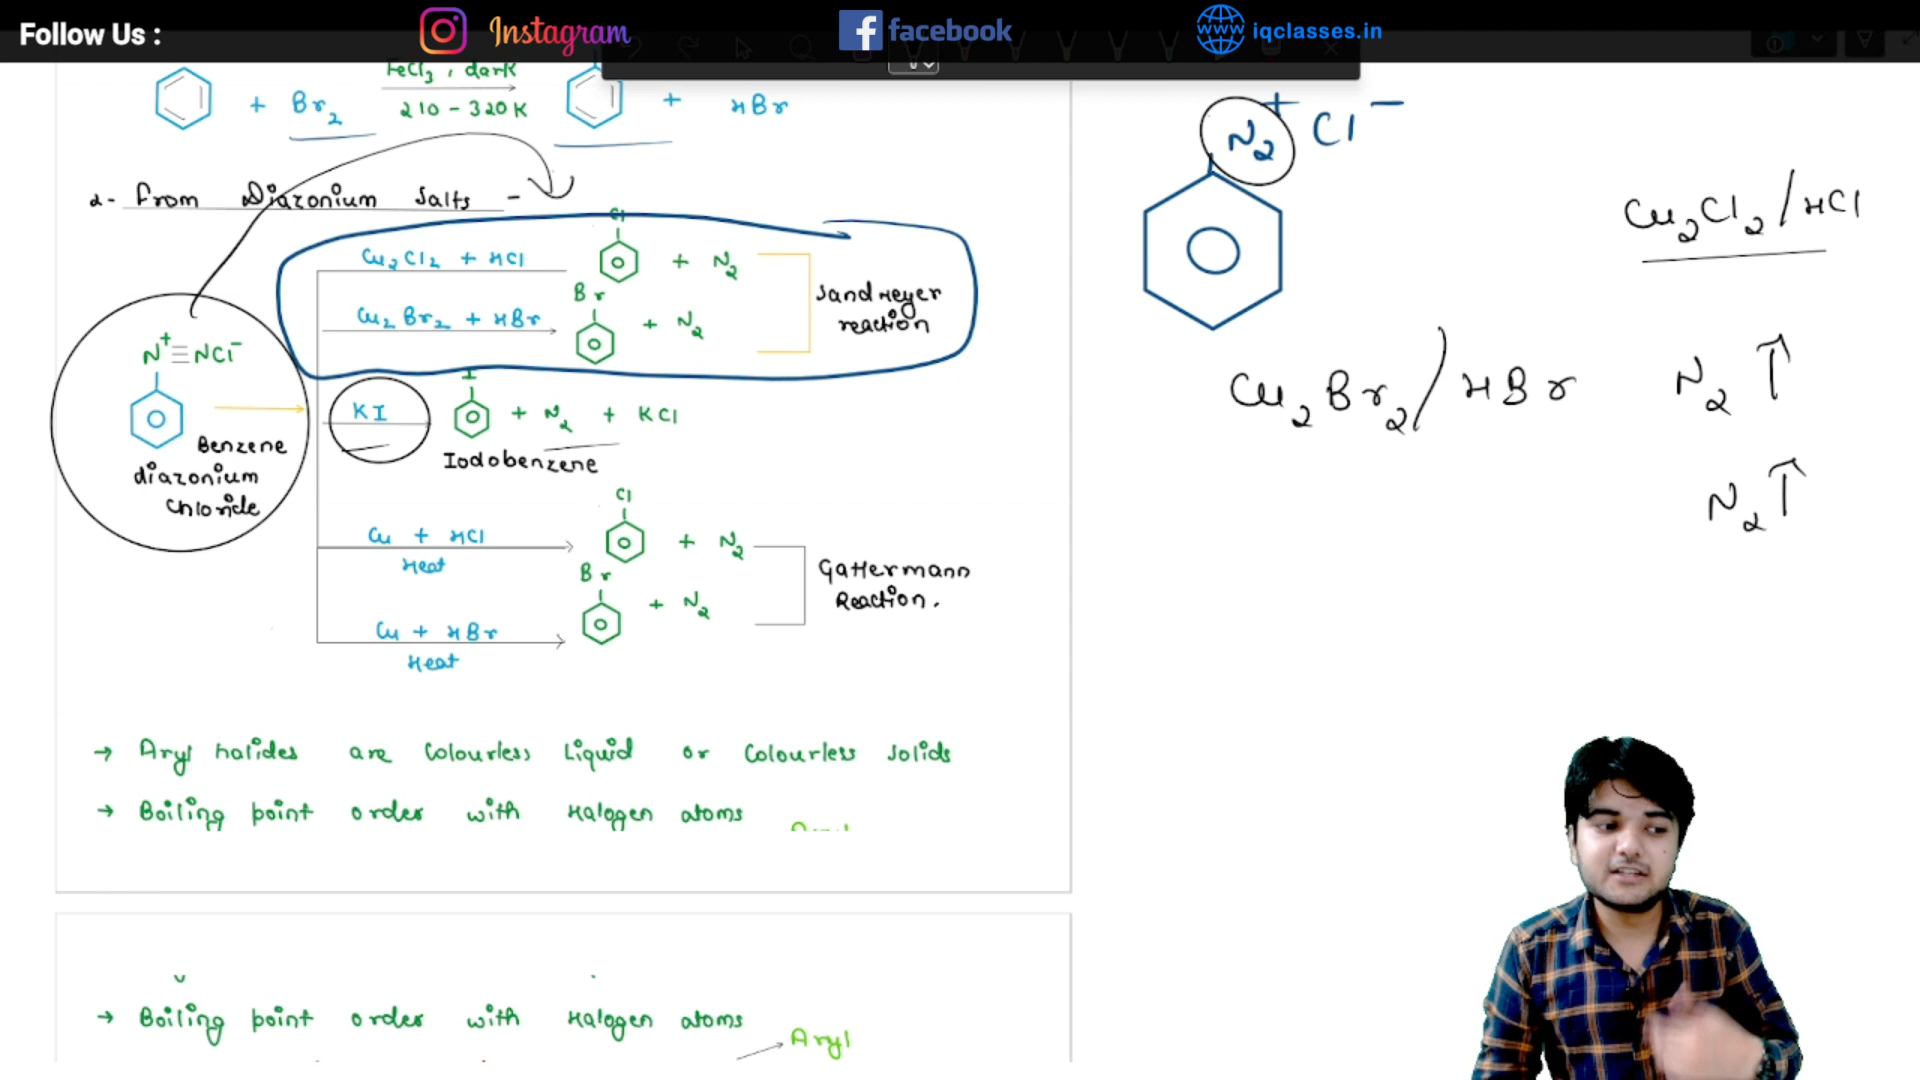 Follow Us : Instagram facebook www iqclasses.in
FeCl3 , dark
+ Br2 210 - 320K + HBr
2- From Diazonium Salts -
Cl
Cu2Cl2 + HCl + N2
Br
Cu2Br2 + HBr + N2
Sandmeyer reaction
N+≡NCl-
Benzene
diazonium
Chloride
I
KI + N2 + KCl
Iodobenzene
Cl
Cu + HCl + N2
Heat
Br
Cu + HBr + N2
Heat
Gattermann
Reaction.
→ Aryl halides are Colourless Liquid or Colourless Solids
→ Boiling point order with Halogen atoms
→ Boiling point order with Halogen atoms
Aryl
N2+ Cl-
Cu2Cl2/HCl
Cu2Br2/HBr N2↑
N2↑